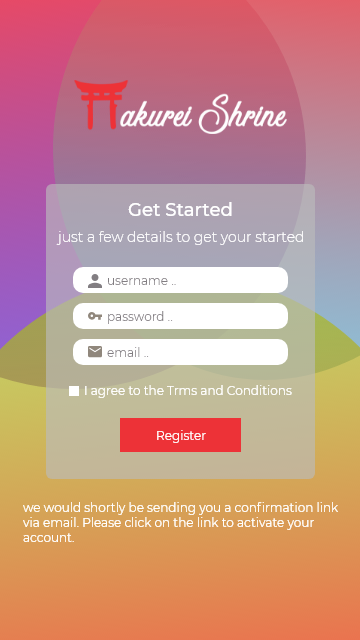 Hakurei Shrine
Get Started
just a few details to get your started
username ..
password ..
email ..
I agree to the Trms and Conditions
Register
we would shortly be sending you a confirmation link
via email. Please click on the link to activate your
account.